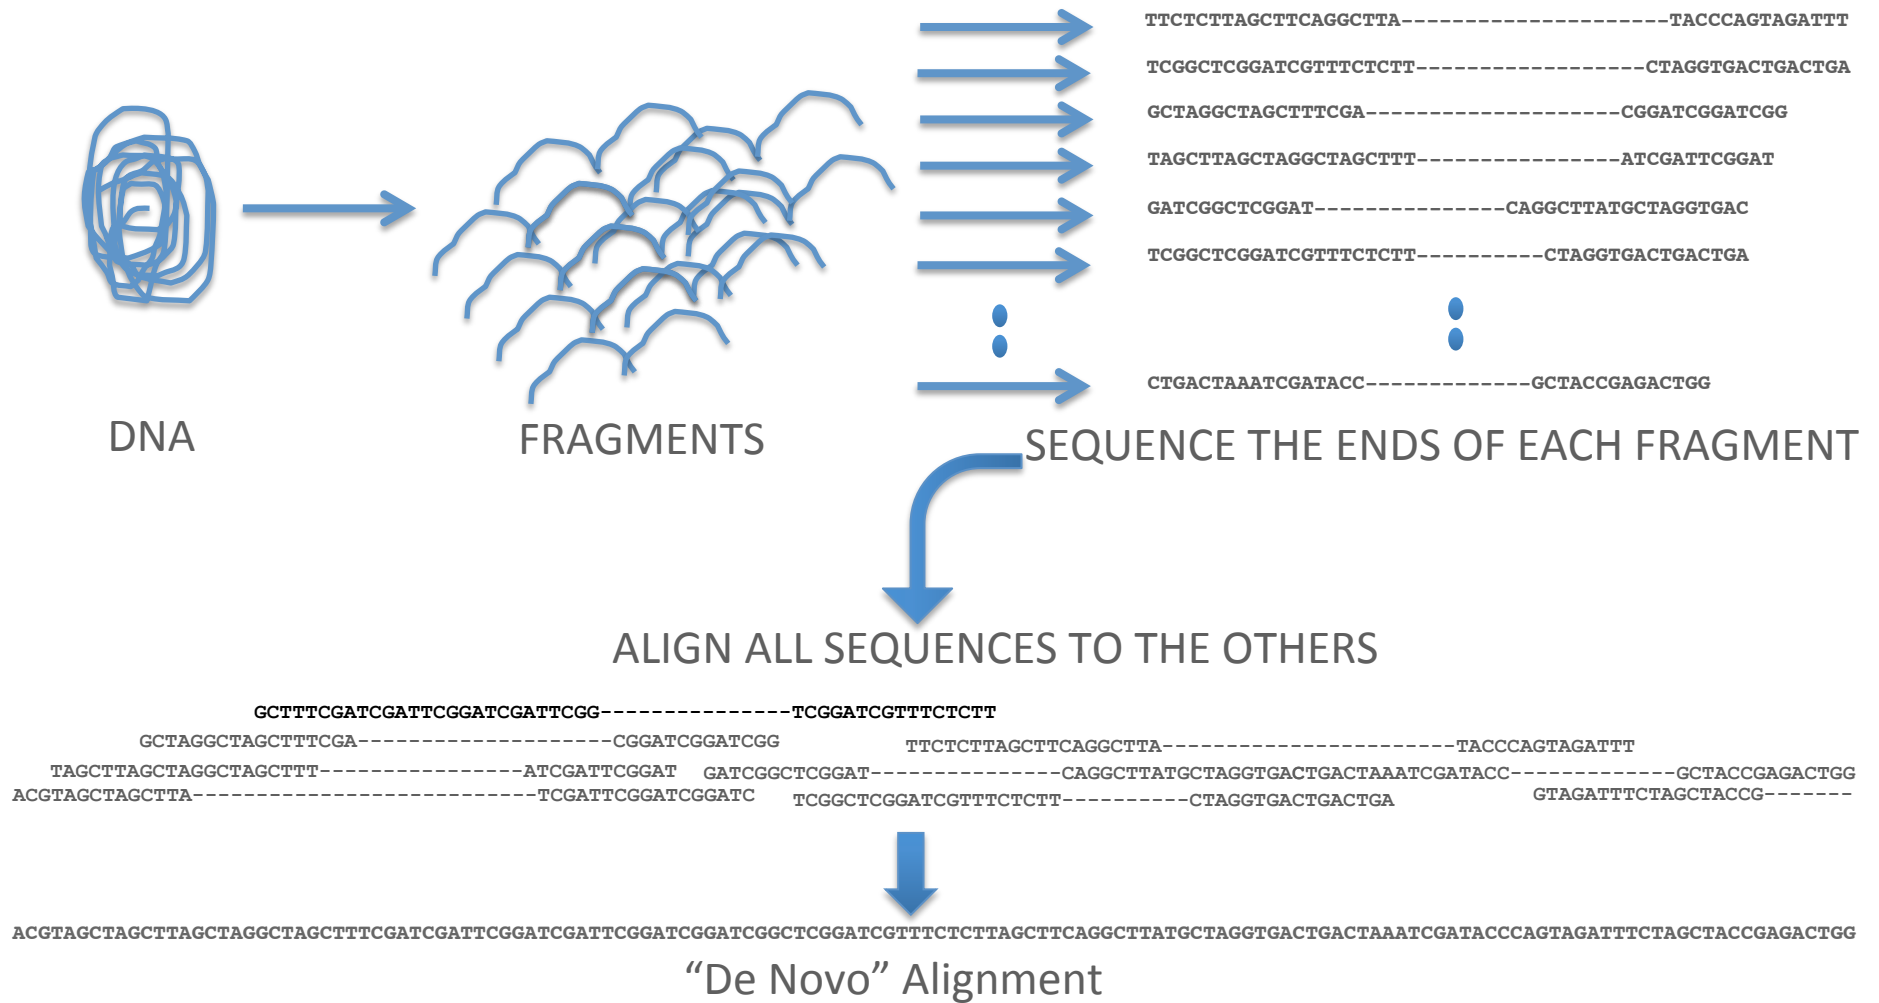 TTCTCTTAGCTTCAGGCTTA---------------------TACCCAGTAGATTT
TCGGCTCGGATCGTTTCTCTT------------------CTAGGTGACTGACTGA
GCTAGGCTAGCTTTCGA--------------------CGGATCGGATCGG
TAGCTTAGCTAGGCTAGCTTT----------------ATCGATTCGGAT
GATCGGCTCGGAT---------------CAGGCTTATGCTAGGTGAC
TCGGCTCGGATCGTTTCTCTT----------CTAGGTGACTGACTGA
CTGACTAAATCGATACC-------------GCTACCGAGACTGG
DNA
FRAGMENTS
SEQUENCE THE ENDS OF EACH FRAGMENT
ALIGN ALL SEQUENCES TO THE OTHERS
GCTTTCGATCGATTCGGATCGATTCGG---------------TCGGATCGTTTCTCTT
GCTAGGCTAGCTTTCGA--------------------CGGATCGGATCGG
TTCTCTTAGCTTCAGGCTTA-----------------------TACCCAGTAGATTT
TAGCTTAGCTAGGCTAGCTTT----------------ATCGATTCGGAT
GATCGGCTCGGAT---------------CAGGCTTATGCTAGGTGACTGACTAAATCGATACC-------------GCTACCGAGACTGG
ACGTAGCTAGCTTA---------------------------TCGATTCGGATCGGATC
TCGGCTCGGATCGTTTCTCTT----------CTAGGTGACTGACTGA
GTAGATTTCTAGCTACCG-------
ACGTAGCTAGCTTAGCTAGGCTAGCTTTCGATCGATTCGGATCGATTCGGATCGGATCGGCTCGGATCGTTTCTCTTAGCTTCAGGCTTATGCTAGGTGACTGACTAAATCGATACCCAGTAGATTTCTAGCTACCGAGACTGG
“De Novo” Alignment